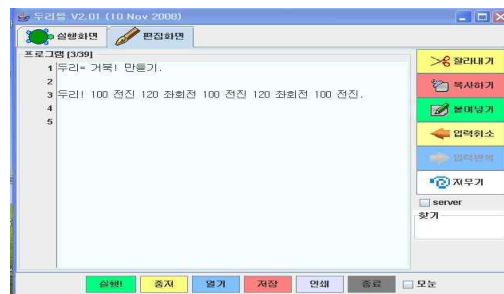 두리틀 V2.01 (10 Nov 2008)
실행화면
편집화면
프로그램 [3/39]
1 두리= 거북! 만들기.
2
3 두리! 100 전진 120 좌회전 100 전진 120 좌회전 100 전진.
4
5
잘라내기
복사하기
붙여넣기
입력취소
입력반복
지우기
server
찾기
실행!
중지
열기
저장
인쇄
종료
모눈